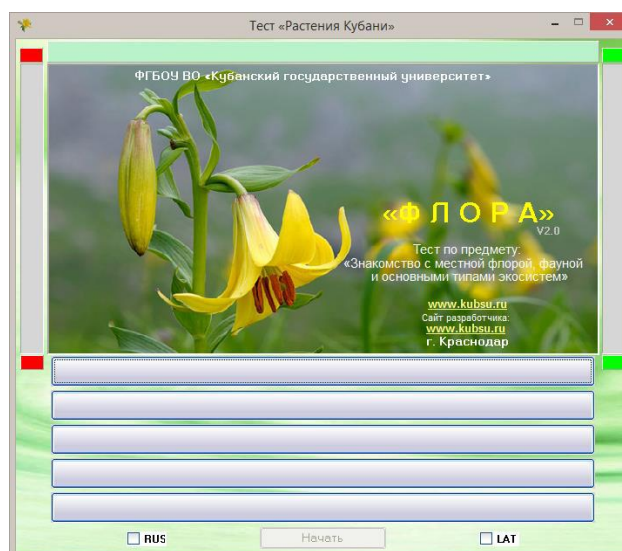 Тест «Растения Кубани»
ФГБОУ ВО «Кубанский государственный университет»
«Ф Л О Р А»
V2.0
Тест по предмету:
«Знакомство с местной флорой, фауной
и основными типами экосистем»
www.kubsu.ru
Сайт разработчика:
www.kubsu.ru
г. Краснодар
RUS
Начать
LAT